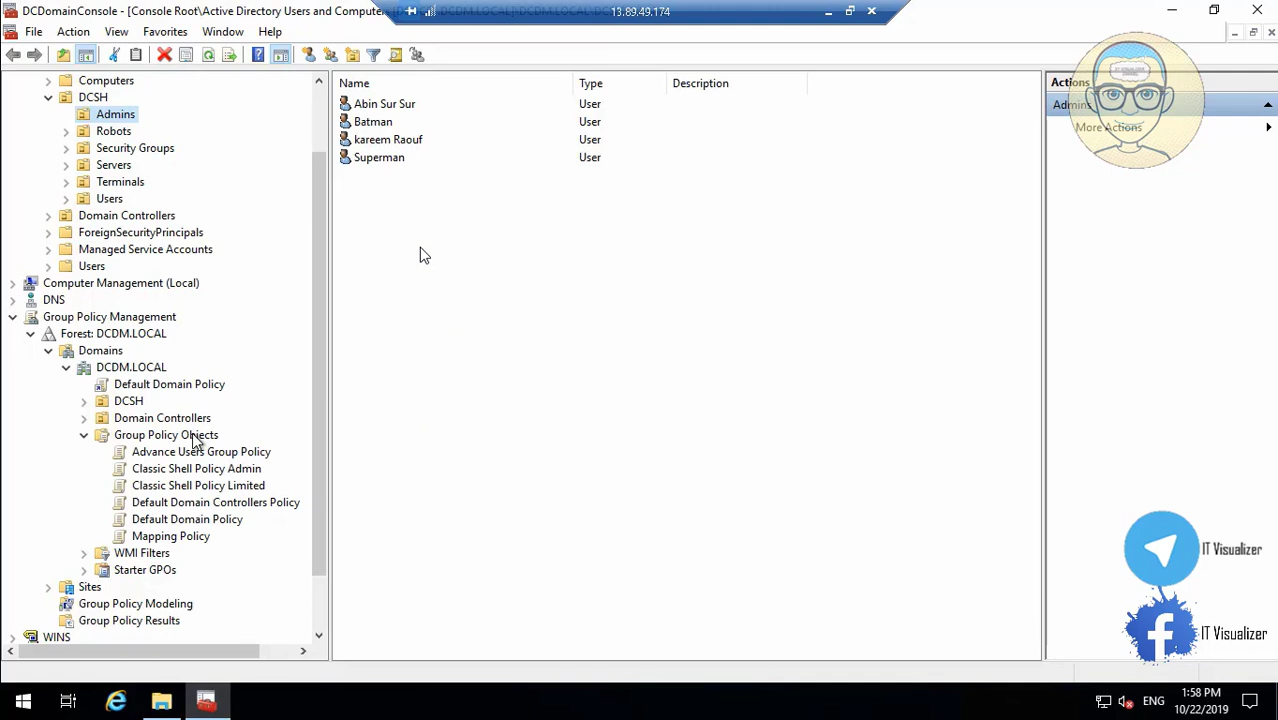 DCDomainConsole - [Console Root\Active Directory Users and Compute
13.89.49.174
File Action View Favorites Window Help
Computers
DCSH
Admins
Robots
Security Groups
Servers
Terminals
Users
Domain Controllers
ForeignSecurityPrincipals
Managed Service Accounts
Users
Computer Management (Local)
DNS
Group Policy Management
Forest: DCDM.LOCAL
Domains
DCDM.LOCAL
Default Domain Policy
DCSH
Domain Controllers
Group Policy Objects
Advance Users Group Policy
Classic Shell Policy Admin
Classic Shell Policy Limited
Default Domain Controllers Policy
Default Domain Policy
Mapping Policy
WMI Filters
Starter GPOs
Sites
Group Policy Modeling
Group Policy Results
WINS
Name Type Description
Abin Sur Sur User
Batman User
kareem Raouf User
Superman User
Actions
Admins
More Actions
IT Visualizer
IT Visualizer
ENG
1:58 PM
10/22/2019